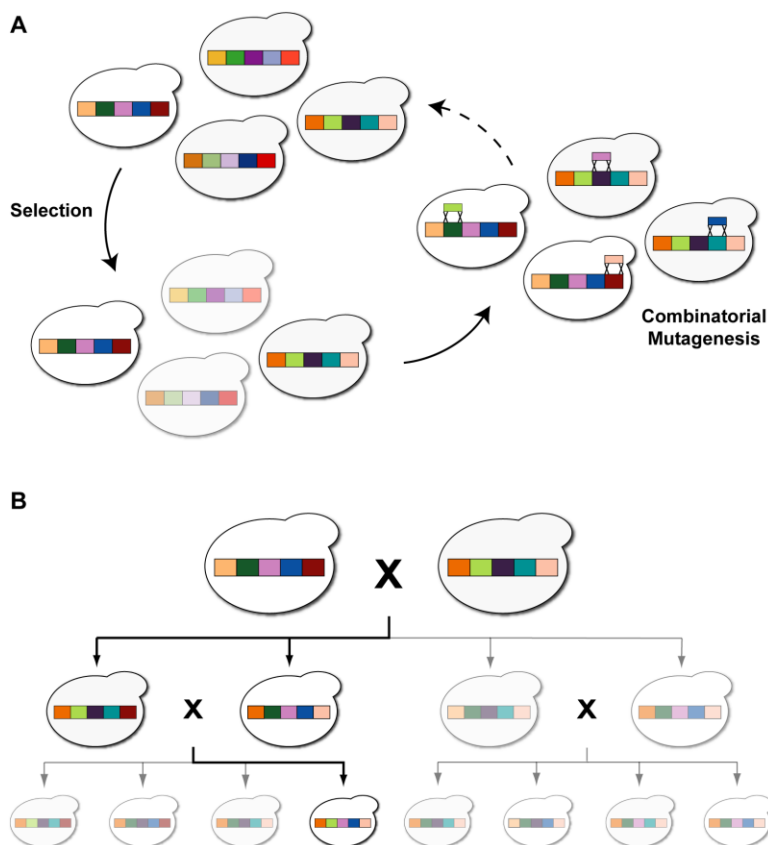 A
Selection
Combinatorial
Mutagenesis
B
X
X
X